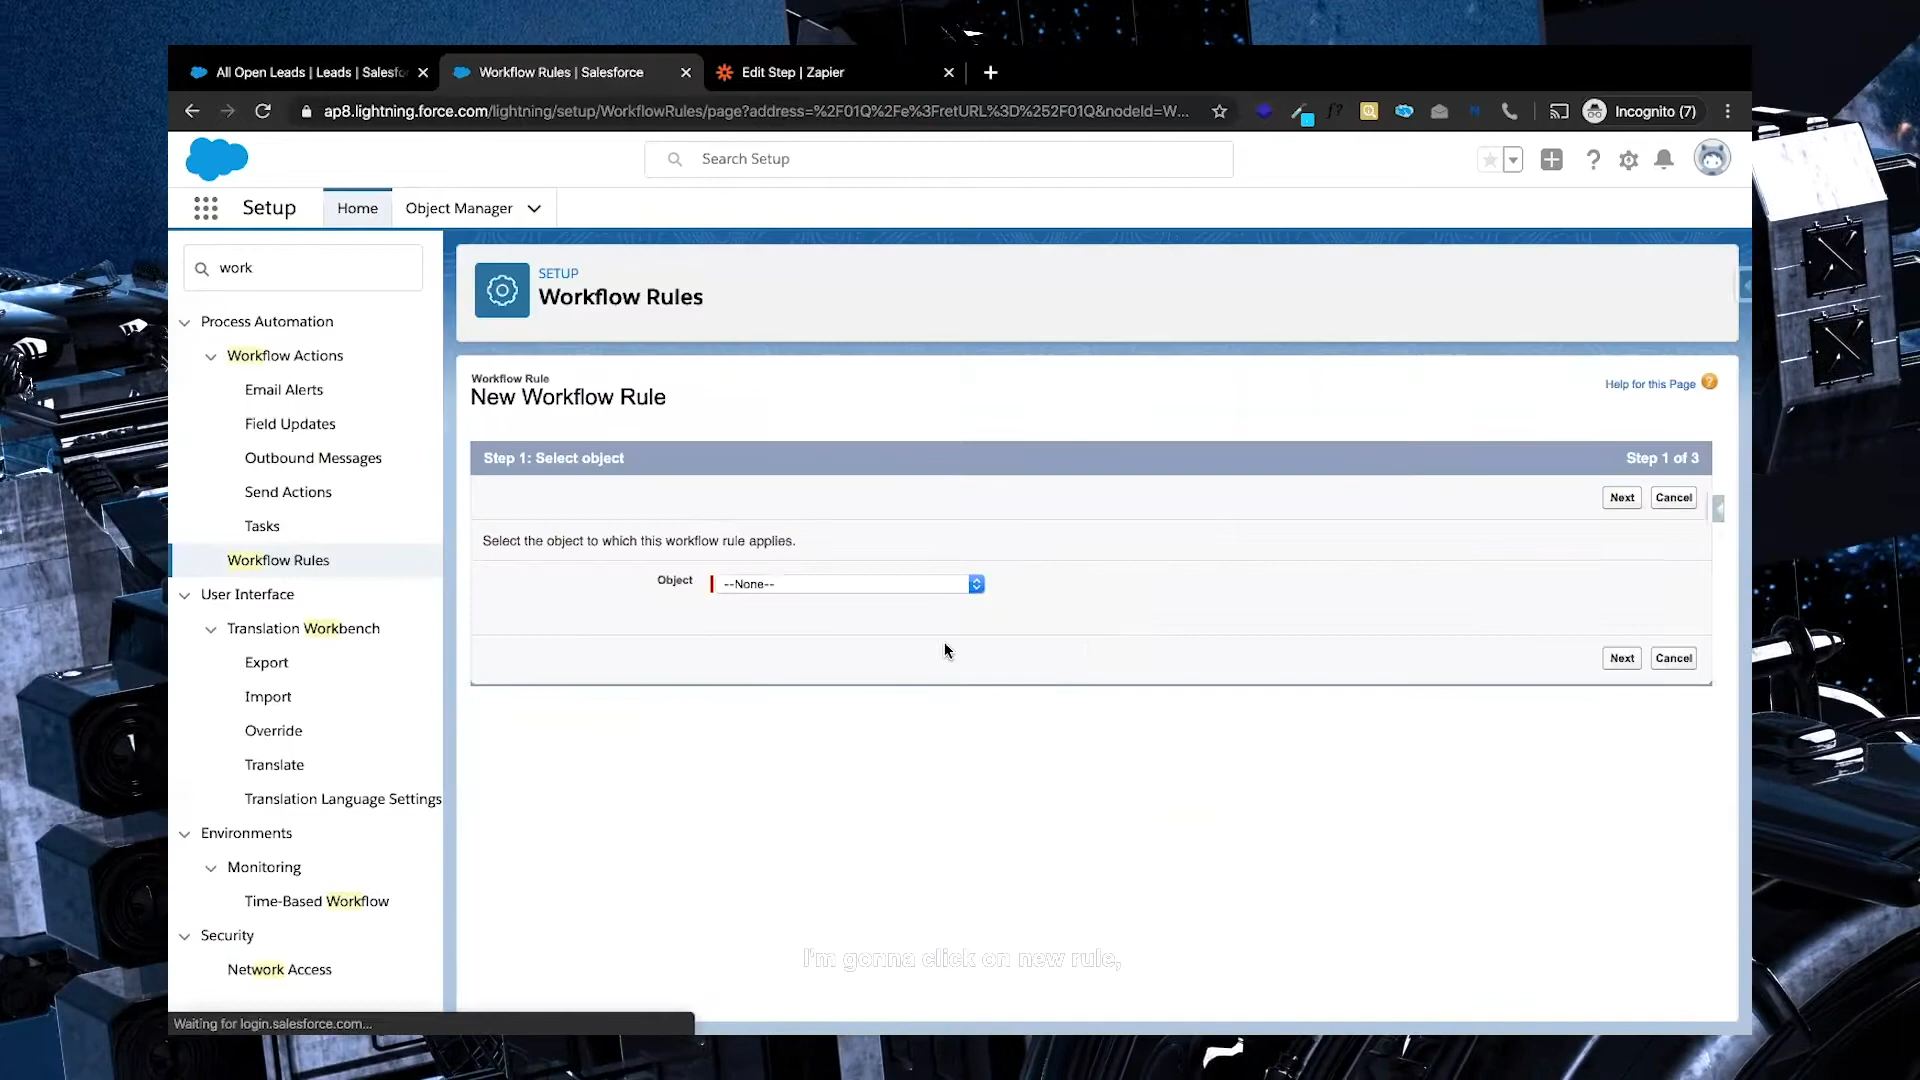 All Open Leads | Leads | Salesfo
Workflow Rules | Salesforce
Edit Step | Zapier
ap8.lightning.force.com/lightning/setup/WorkflowRules/page?address=%2F01Q%2Fe%3FretURL%3D%252F01Q&nodeId=W...
Incognito (7)
Search Setup
Setup
Home
Object Manager
work
Process Automation
Workflow Actions
Email Alerts
Field Updates
Outbound Messages
Send Actions
Tasks
Workflow Rules
User Interface
Translation Workbench
Export
Import
Override
Translate
Translation Language Settings
Environments
Monitoring
Time-Based Workflow
Security
Network Access
SETUP
Workflow Rules
Workflow Rule
New Workflow Rule
Help for this Page
Step 1: Select object
Step 1 of 3
Next
Cancel
Select the object to which this workflow rule applies.
Object
--None--
Next
Cancel
I'm gonna click on new rule,
Waiting for login.salesforce.com...